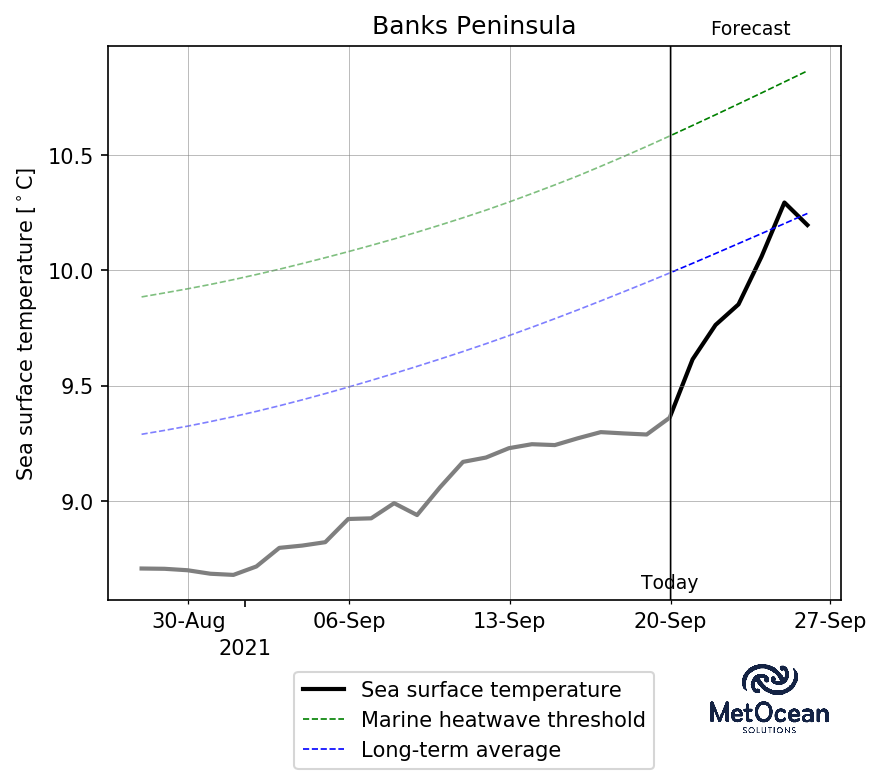 Banks Peninsula
Forecast
Sea surface temperature [°C]
10.5
10.0
9.5
9.0
Today
30-Aug
06-Sep
13-Sep
20-Sep
27-Sep
2021
Sea surface temperature
Marine heatwave threshold
Long-term average
MetOcean
SOLUTIONS